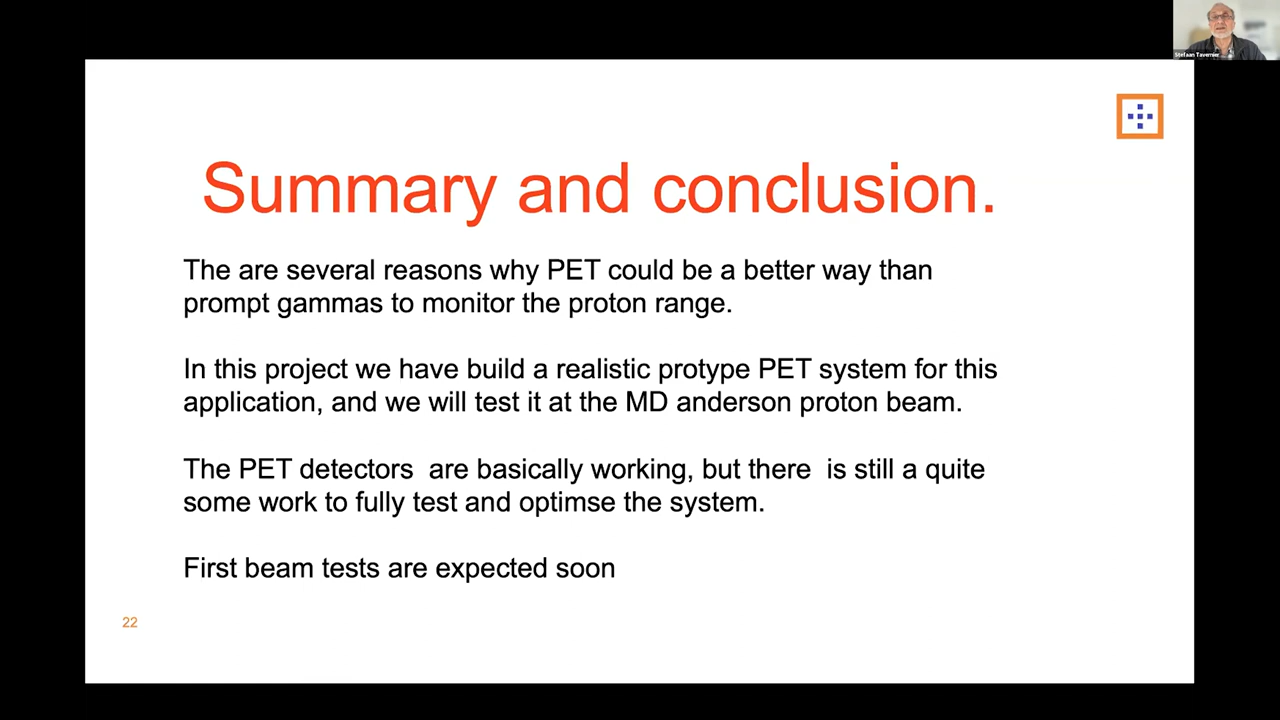 Stefaan Tavernier
Summary and conclusion.
The are several reasons why PET could be a better way than
prompt gammas to monitor the proton range.
In this project we have build a realistic protype PET system for this
application, and we will test it at the MD anderson proton beam.
The PET detectors  are basically working, but there  is still a quite
some work to fully test and optimse the system.
First beam tests are expected soon
22